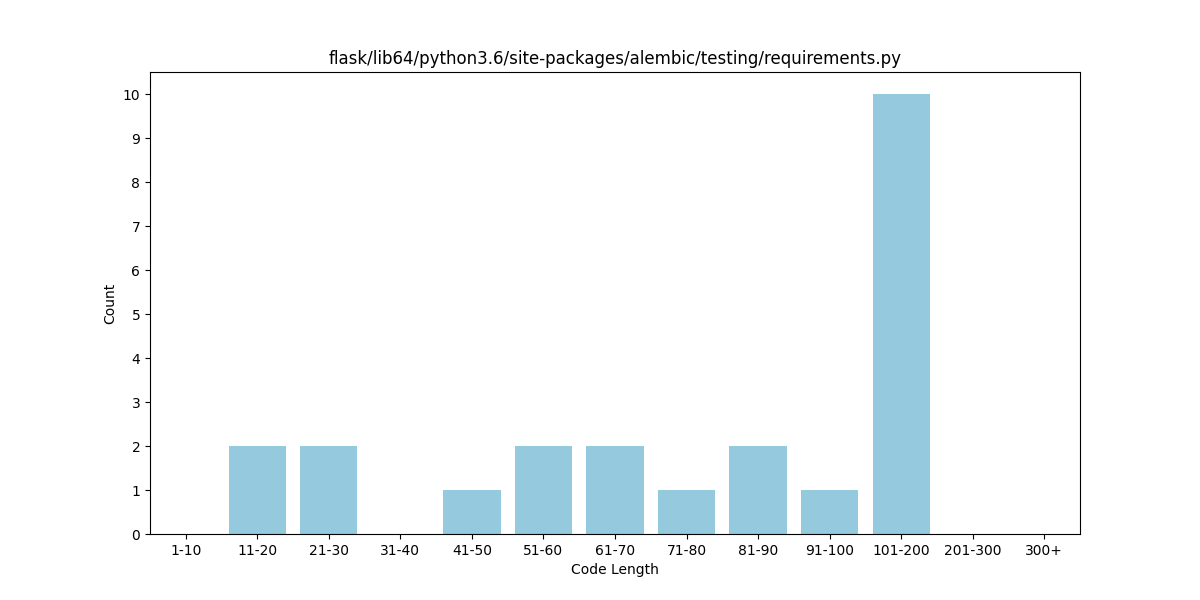 flask/lib64/python3.6/site-packages/alembic/testing/requirements.py
10
9
8
7
6
5
4
3
2
1
0
Count
1-10 11-20 21-30 31-40 41-50 51-60 61-70 71-80 81-90 91-100 101-200 201-300 300+
Code Length